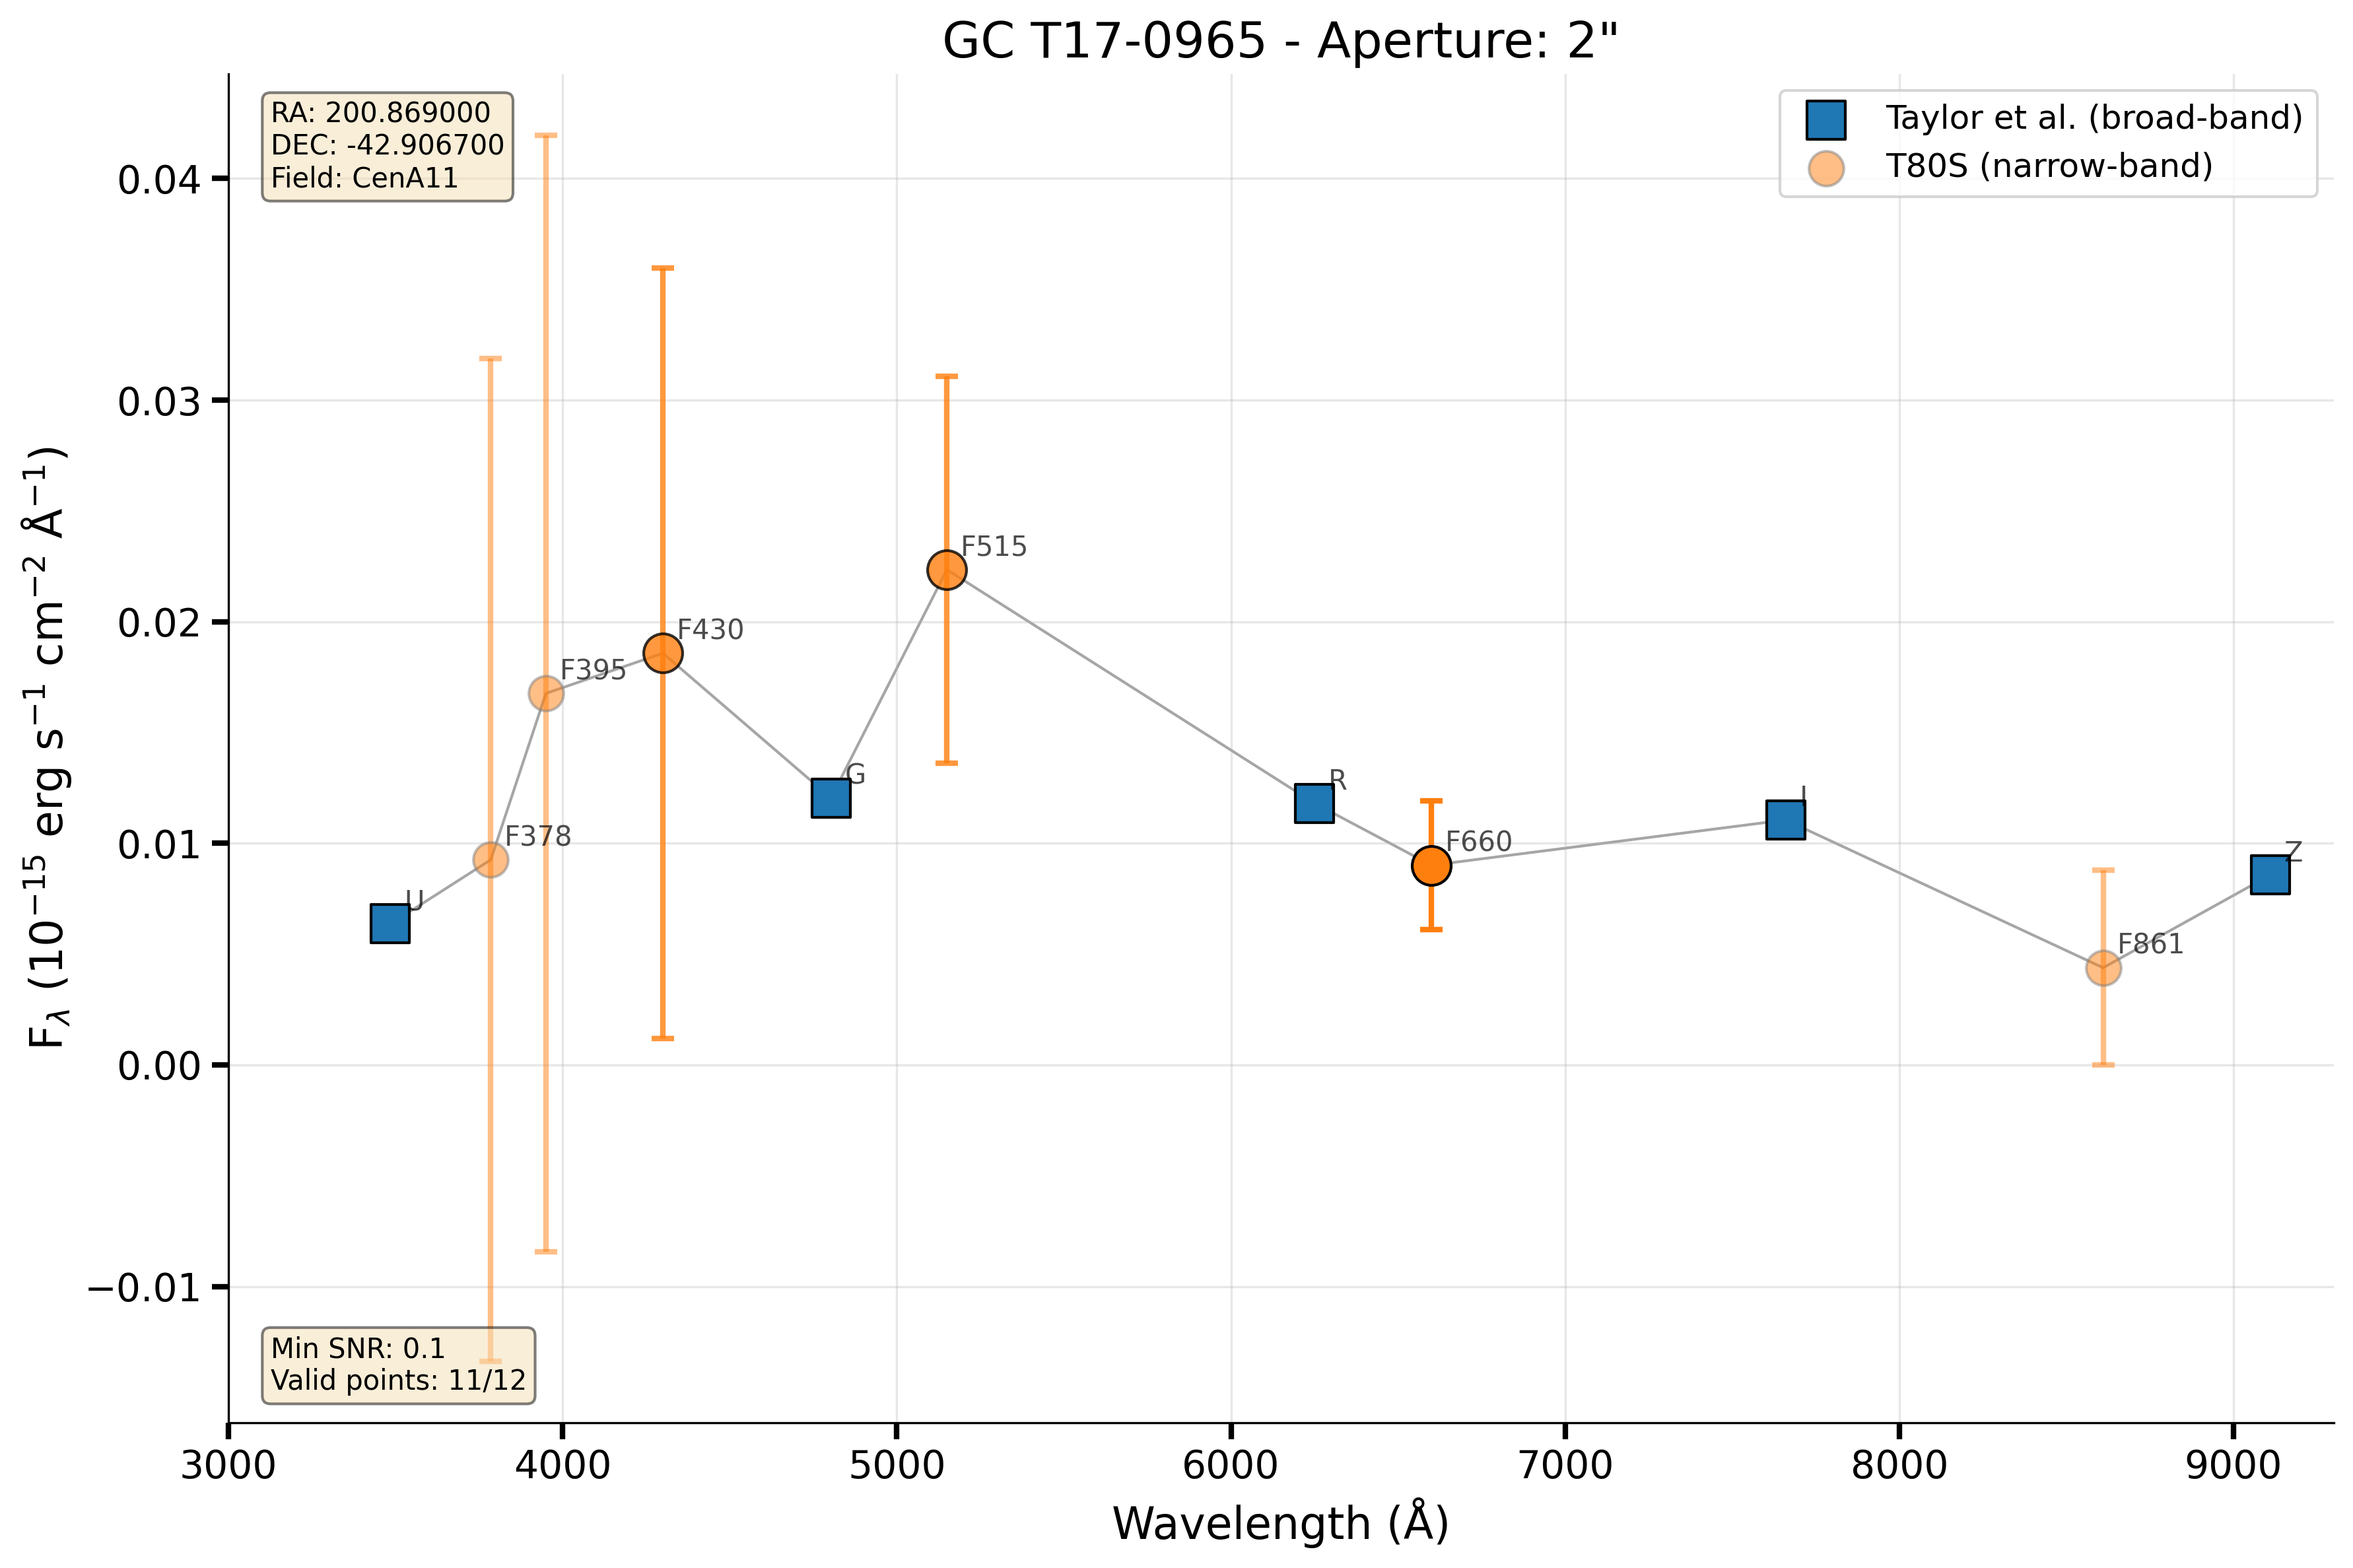 GC T17-0965 - Aperture: 2"
RA: 200.869000
DEC: -42.906700
Field: CenA11
Taylor et al. (broad-band)
T80S (narrow-band)
0.04
0.03
0.02
0.01
0.00
−0.01
F_λ (10⁻¹⁵ erg s⁻¹ cm⁻² Å⁻¹)
U
F378
F395
F430
G
F515
R
F660
I
F861
Z
Min SNR: 0.1
Valid points: 11/12
3000
4000
5000
6000
7000
8000
9000
Wavelength (Å)